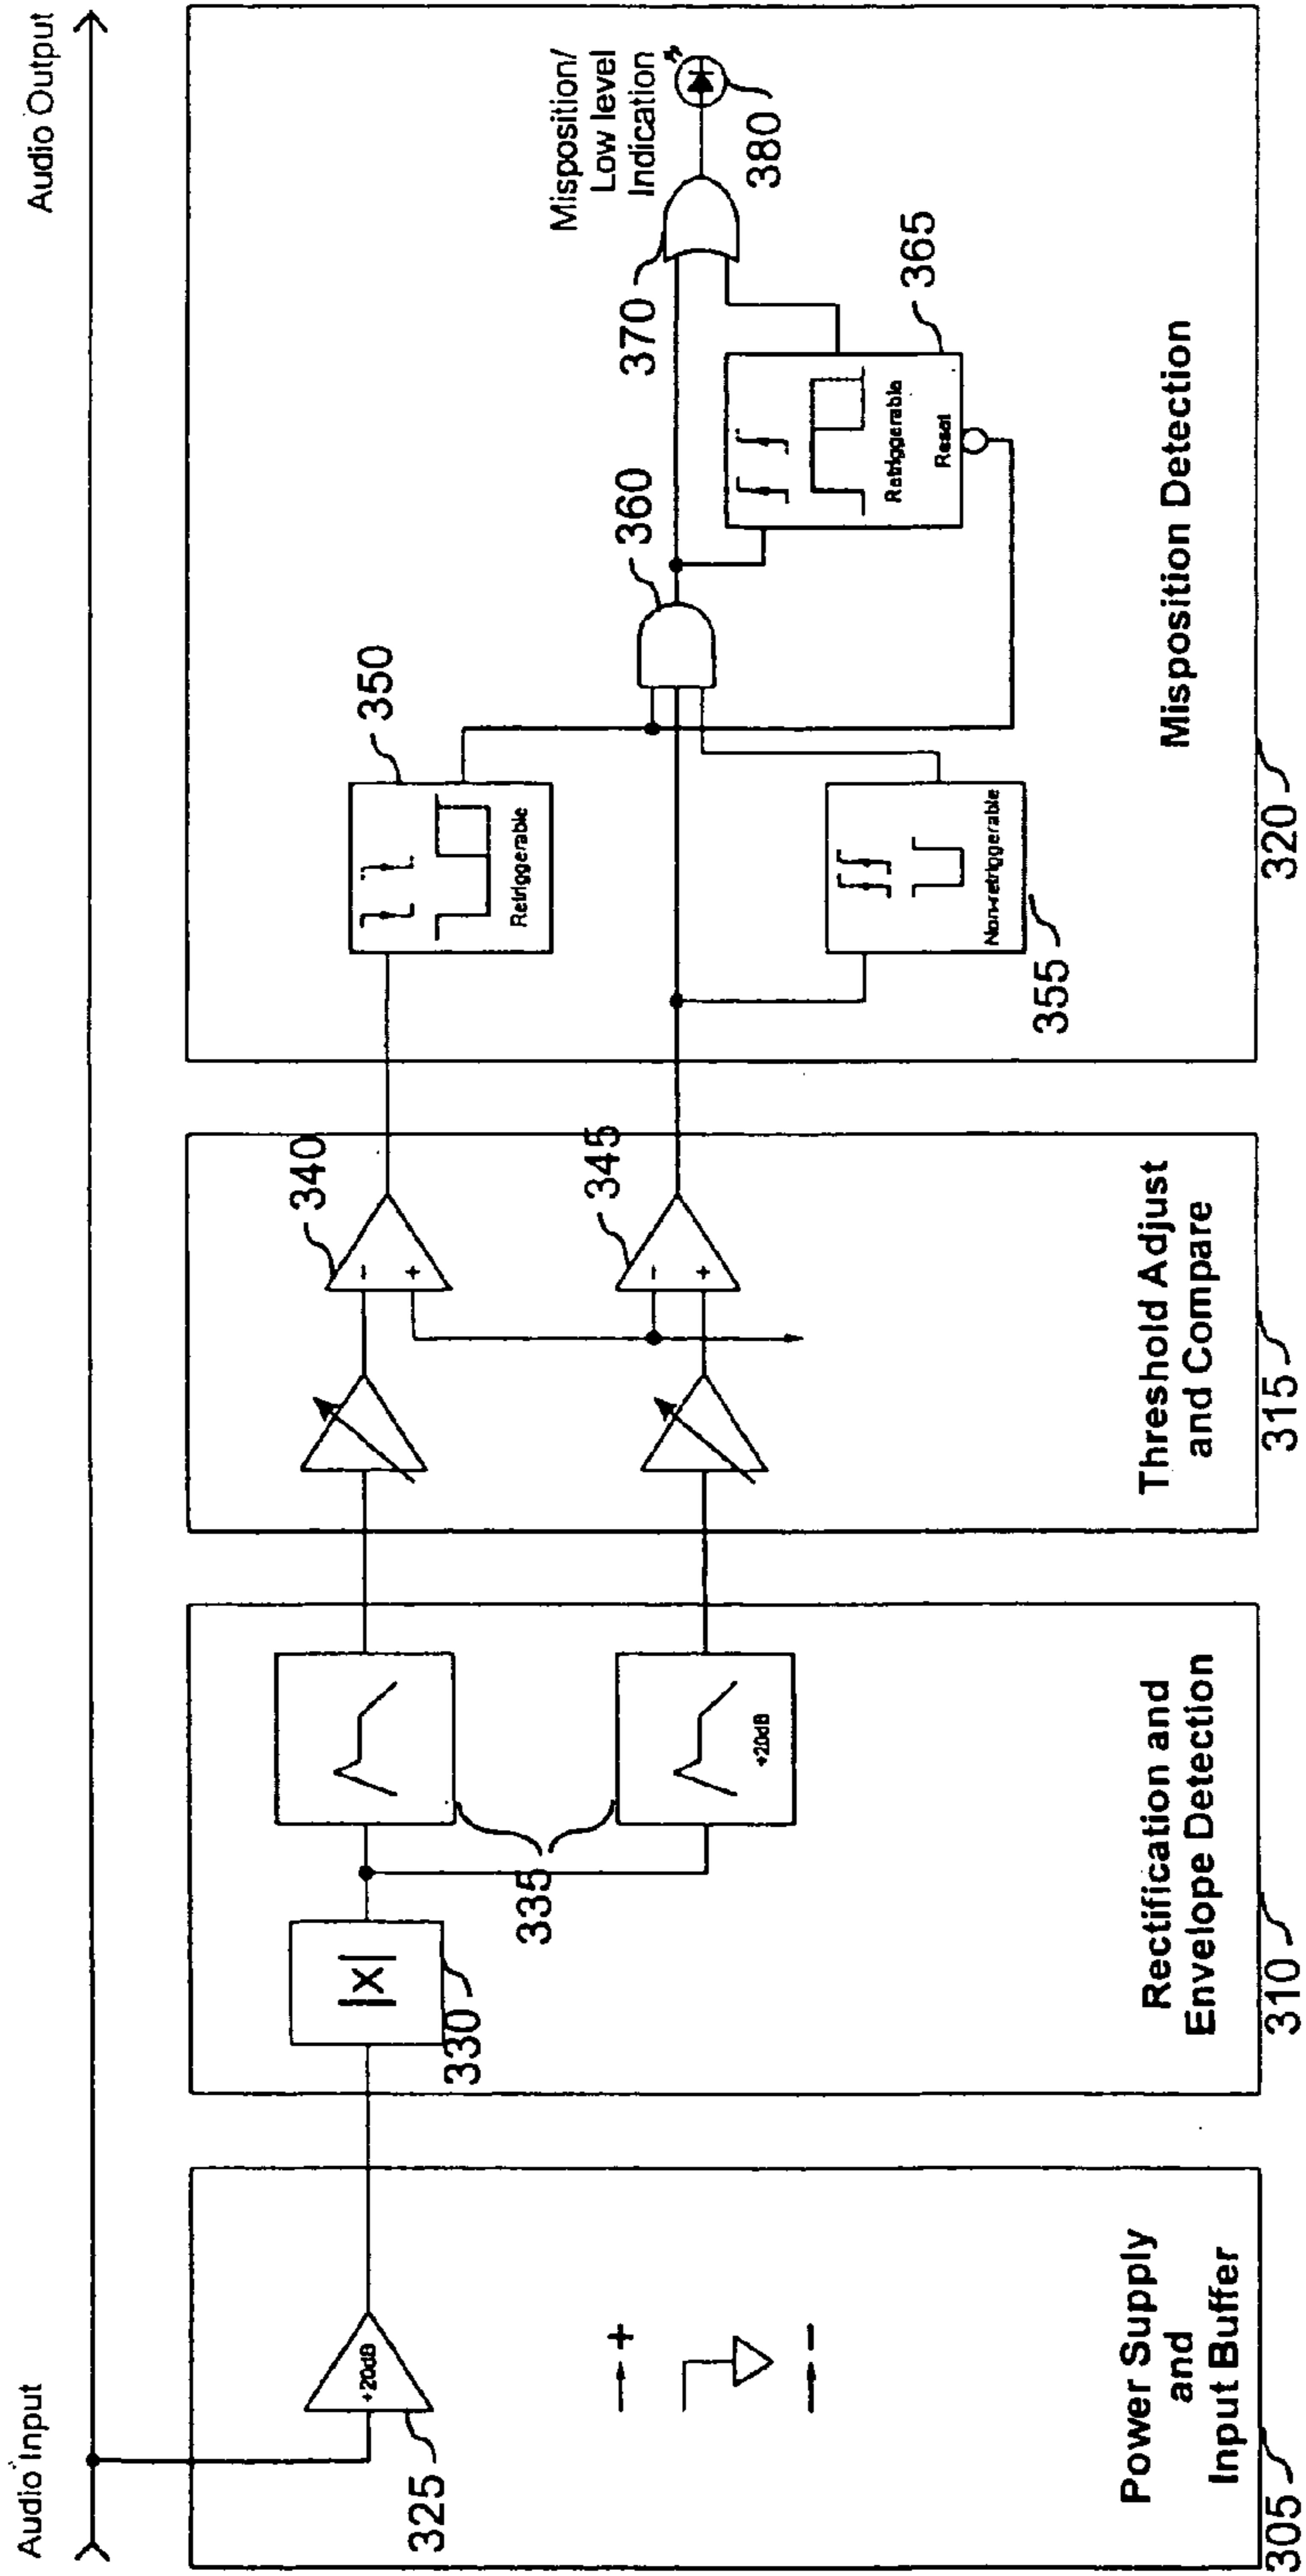 Audio Input
Audio Output
325
+20dB
Power Supply
and
Input Buffer
305
|X|
330
335
+20dB
Rectification and
Envelope Detection
310
340
-
+
345
-
+
Threshold Adjust
and Compare
315
350
Retriggerable
355
Non-retriggerable
360
365
Retriggerable
Reset
370
Misposition/
Low level
Indication
380
Misposition Detection
320
+
-